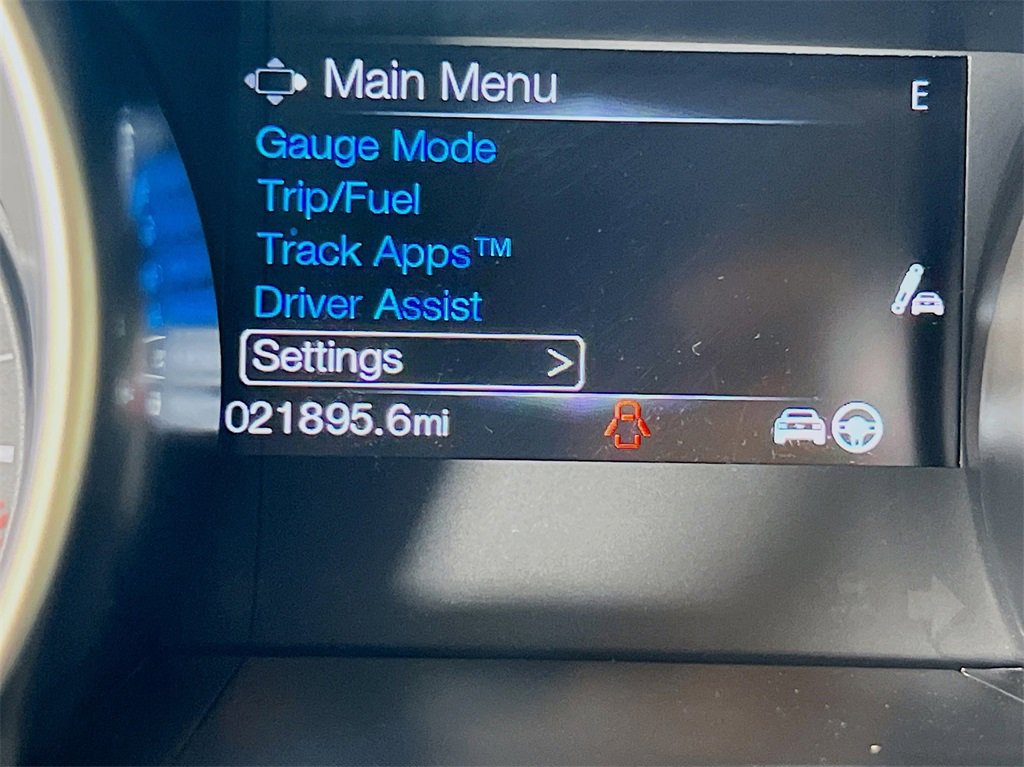 Main Menu
E
Gauge Mode
Trip/Fuel
Track Apps™
Driver Assist
Settings >
021895.6mi